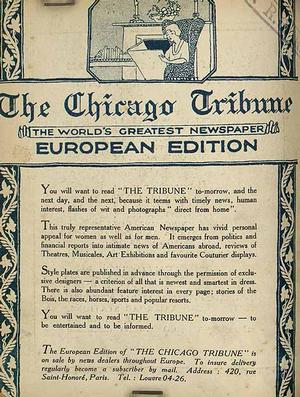 The Chicago Tribune
THE WORLD'S GREATEST NEWSPAPER
EUROPEAN EDITION
You will want to read "THE TRIBUNE" to-morrow, and the
next day, and the next, because it teems with timely news, human
interest, flashes of wit and photographs "direct from home".
This truly representative American Newspaper has vivid personal
appeal for women as well as for men. It emerges from politics and
financial reports into intimate news of Americans abroad, reviews of
Theatres, Musicales, Art Exhibitions and favourite Couturier displays.
Style plates are published in advance through the permission of exclu-
sive designers — a criterion of all that is newest and smartest in dress.
There is also abundant feature interest in every page; stories of the
Bois, the races, horses, sports and popular resorts.
You will want to read "THE TRIBUNE" to-morrow — to
be entertained and to be informed.
The European Edition of "THE CHICAGO TRIBUNE" is
on sale by news dealers throughout Europe. To insure delivery
regularly become a subscriber by mail. Address : 420, rue
Saint-Honoré, Paris. Tel. : Louvre 04-26.